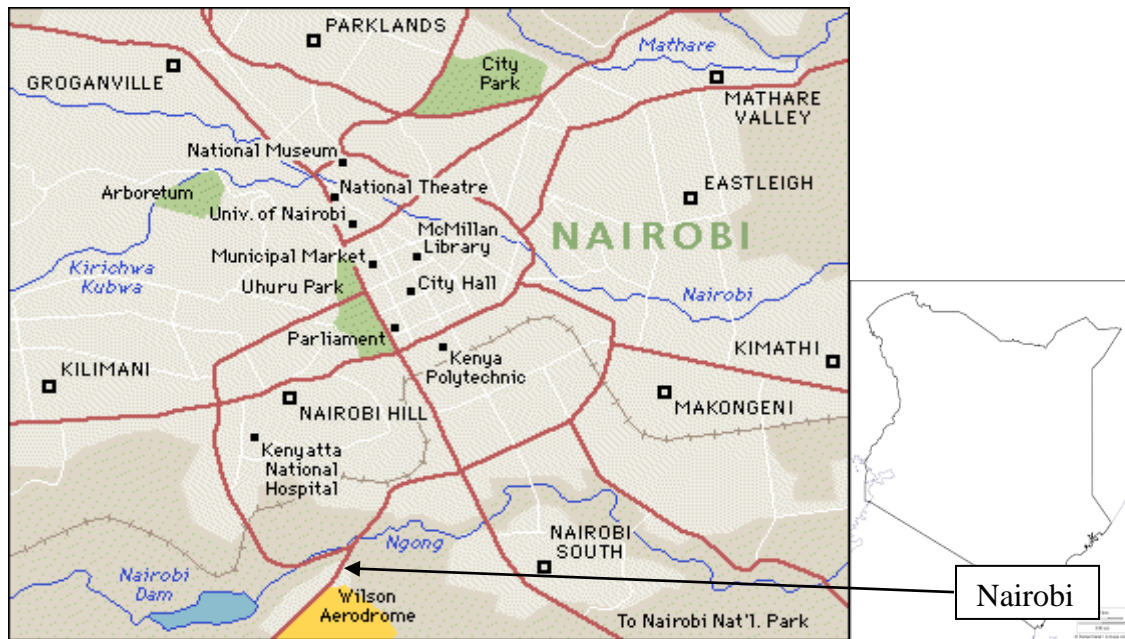 PARKLANDS
Mathare
GROGANVILLE
City
Park
MATHARE
VALLEY
National Museum
Arboretum
National Theatre
EASTLEIGH
Univ. of Nairobi
McMillan
Library
NAIROBI
Municipal Market
Kirichwa
Kubwa
Uhuru Park
City Hall
Nairobi
Parliament
KILIMANI
Kenya
Polytechnic
KIMATHI
NAIROBI HILL
MAKONGENI
Kenyatta
National
Hospital
Ngong
NAIROBI
SOUTH
Nairobi
Dam
Wilson
Aerodrome
To Nairobi Nat'l. Park
Nairobi